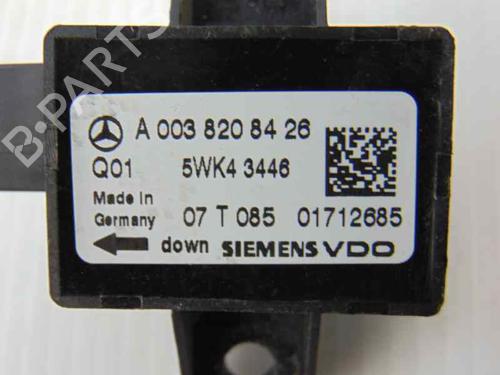 A 003 820 84 26
Q01 5WK4 3446
Made in
Germany 07 T 085 01712685
down SIEMENS VDO
B-PARTS